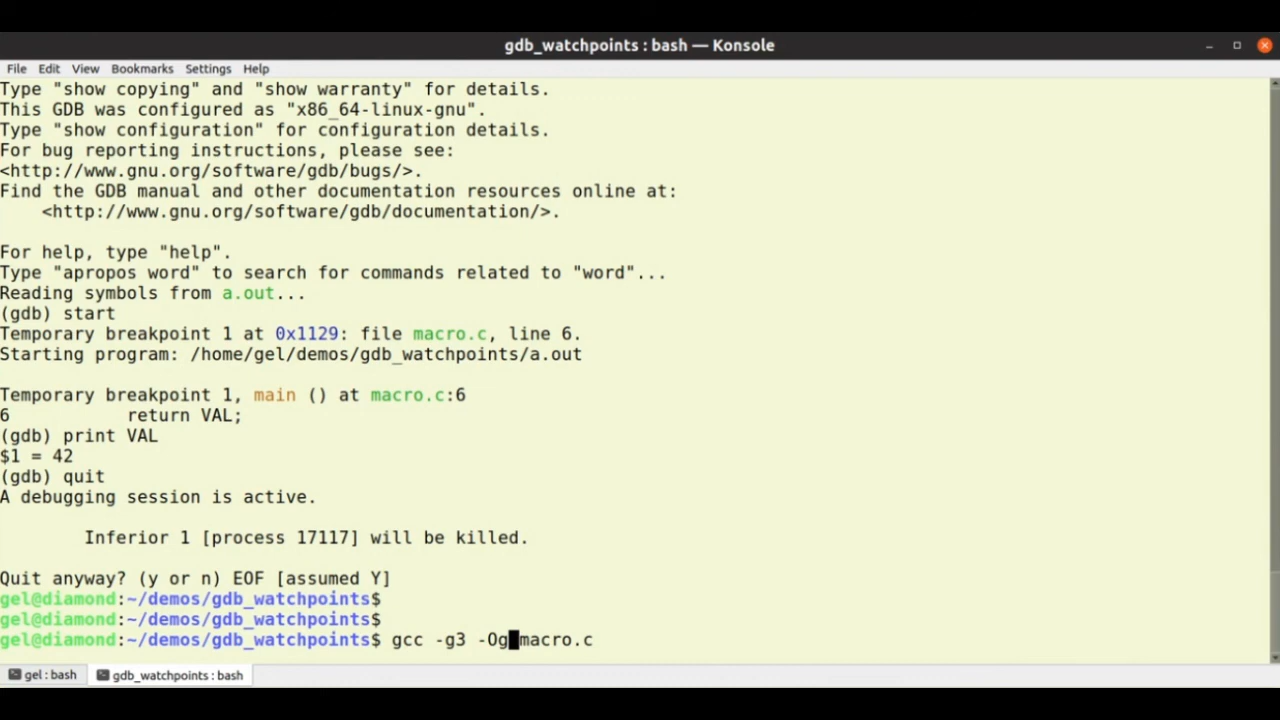 gdb_watchpoints : bash — Konsole
File Edit View Bookmarks Settings Help
Type "show copying" and "show warranty" for details.
This GDB was configured as "x86_64-linux-gnu".
Type "show configuration" for configuration details.
For bug reporting instructions, please see:
<http://www.gnu.org/software/gdb/bugs/>.
Find the GDB manual and other documentation resources online at:
    <http://www.gnu.org/software/gdb/documentation/>.
For help, type "help".
Type "apropos word" to search for commands related to "word"...
Reading symbols from a.out...
(gdb) start
Temporary breakpoint 1 at 0x1129: file macro.c, line 6.
Starting program: /home/gel/demos/gdb_watchpoints/a.out
Temporary breakpoint 1, main () at macro.c:6
6           return VAL;
(gdb) print VAL
$1 = 42
(gdb) quit
A debugging session is active.
        Inferior 1 [process 17117] will be killed.
Quit anyway? (y or n) EOF [assumed Y]
gel@diamond:~/demos/gdb_watchpoints$
gel@diamond:~/demos/gdb_watchpoints$
gel@diamond:~/demos/gdb_watchpoints$ gcc -g3 -Og macro.c
gel : bash gdb_watchpoints : bash